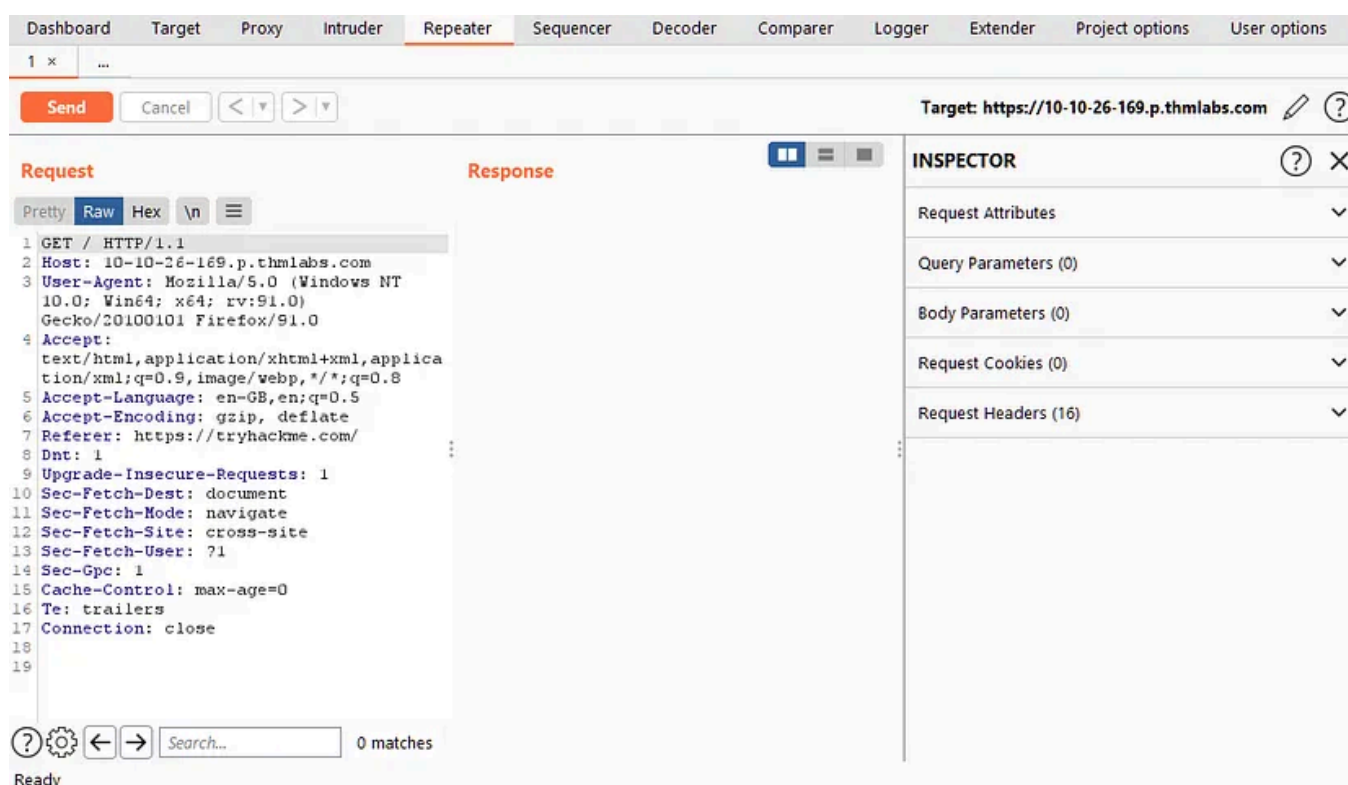 Dashboard Target Proxy Intruder Repeater Sequencer Decoder Comparer Logger Extender Project options User options
1 × ...
Send Cancel < > Target: https://10-10-26-169.p.thmlabs.com ?
Request
Response
INSPECTOR ?
Pretty Raw Hex \n
Request Attributes
Query Parameters (0)
Body Parameters (0)
Request Cookies (0)
Request Headers (16)
1 GET / HTTP/1.1
2 Host: 10-10-26-169.p.thmlabs.com
3 User-Agent: Mozilla/5.0 (Windows NT
10.0; Win64; x64; rv:91.0)
Gecko/20100101 Firefox/91.0
4 Accept:
text/html,application/xhtml+xml,applica
tion/xml;q=0.9,image/webp,*/*;q=0.8
5 Accept-Language: en-GB,en;q=0.5
6 Accept-Encoding: gzip, deflate
7 Referer: https://tryhackme.com/
8 Dnt: 1
9 Upgrade-Insecure-Requests: 1
10 Sec-Fetch-Dest: document
11 Sec-Fetch-Mode: navigate
12 Sec-Fetch-Site: cross-site
13 Sec-Fetch-User: ?1
14 Sec-Gpc: 1
15 Cache-Control: max-age=0
16 Te: trailers
17 Connection: close
18
19
? Search... 0 matches
Ready